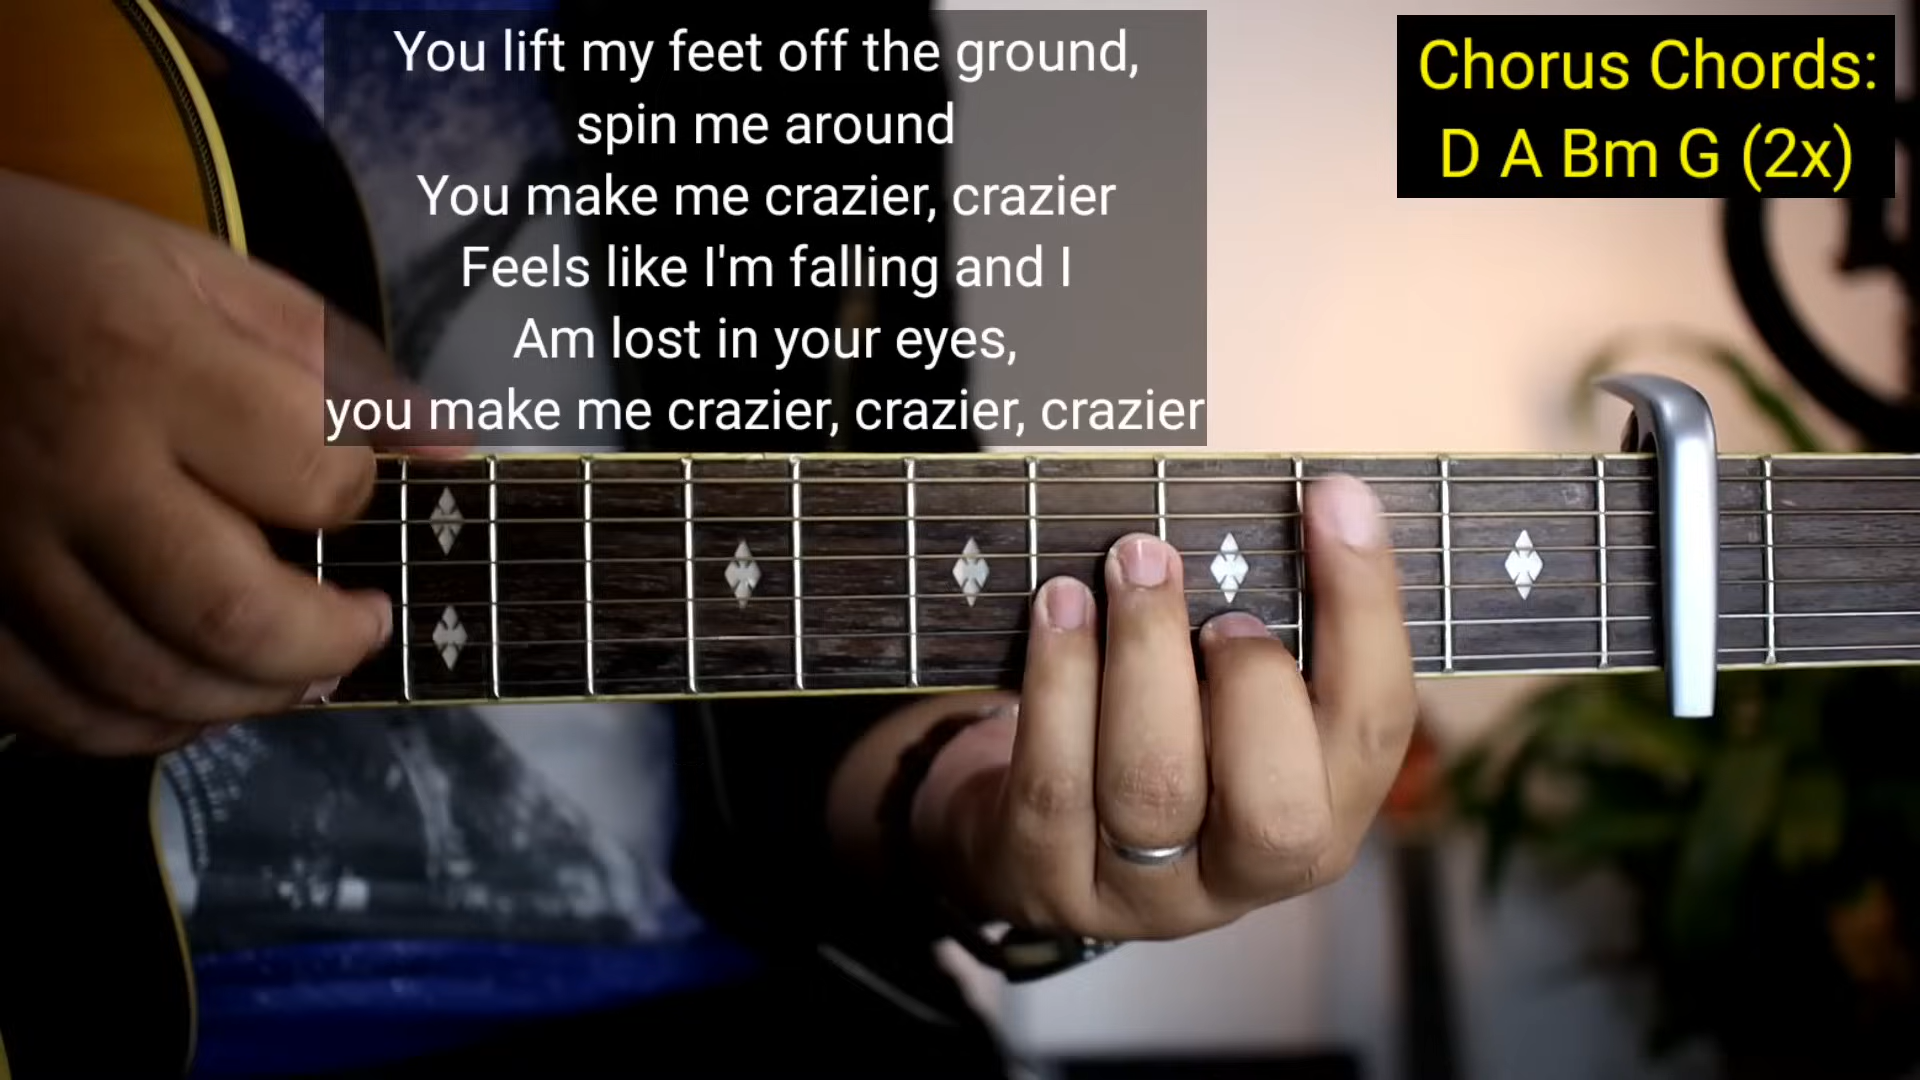 You lift my feet off the ground,
spin me around
You make me crazier, crazier
Feels like I'm falling and I
Am lost in your eyes,
you make me crazier, crazier, crazier
Chorus Chords:
D A Bm G (2x)